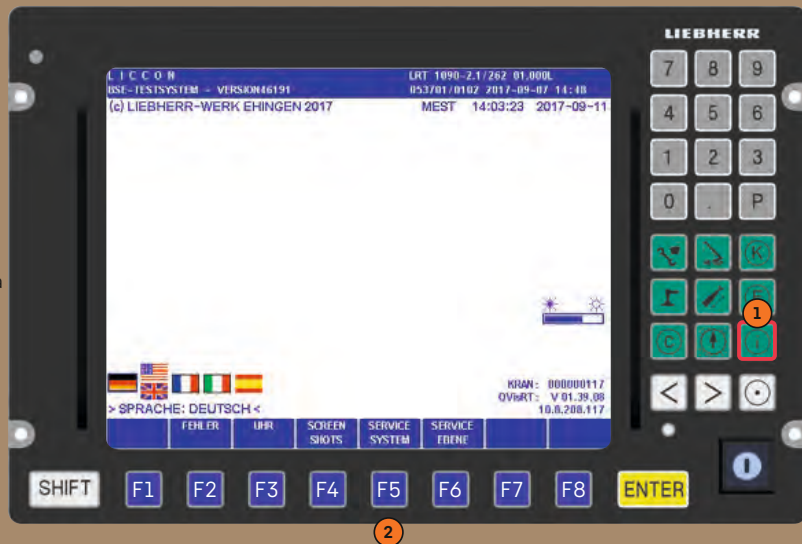 LIEBHERR
LICCON
LRT 1090-2.1/262 01.000L
BSE-TESTSYSTEM - VERSION46191
053701/0102 2017-09-07 14:48
(c) LIEBHERR-WERK EHINGEN 2017
MEST 14:03:23 2017-09-11
KRAN: 000000117
QVisRT: V 01.39.08
> SPRACHE: DEUTSCH <
10.8.208.117
FEHLER UHR SCREEN SHOTS SERVICE SYSTEM SERVICE EBENE
7 8 9
4 5 6
1 2 3
0 . P
K
1
C i
< >
SHIFT F1 F2 F3 F4 F5 F6 F7 F8 ENTER
2